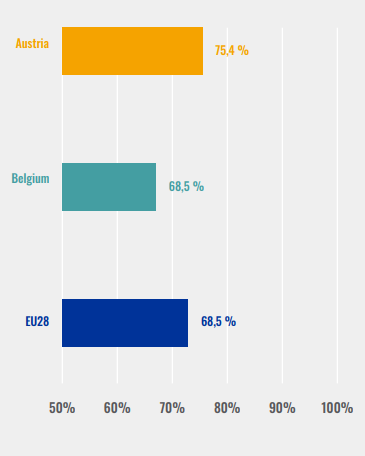 Austria
75,4 %
Belgium
68,5 %
EU28
68,5 %
50% 60% 70% 80% 90% 100%